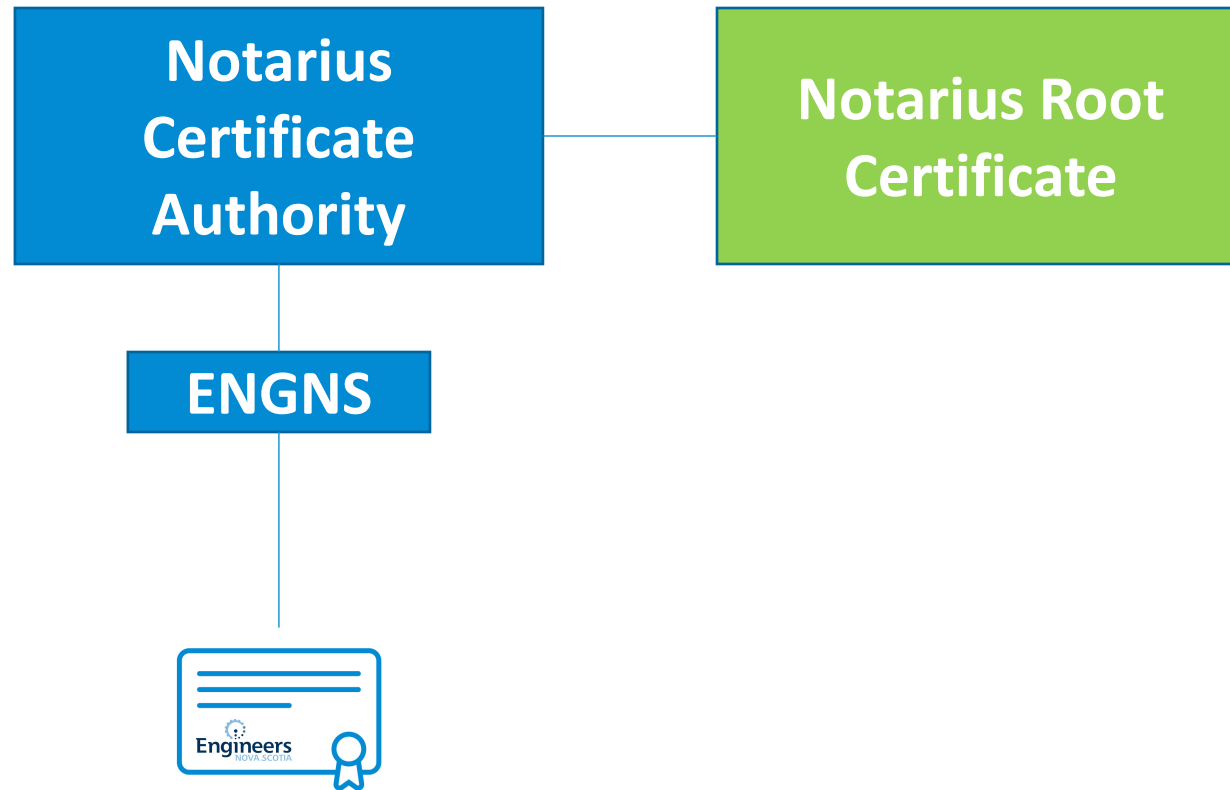 Notarius
Certificate
Authority
Notarius Root
Certificate
ENGNS
Engineers
NOVA SCOTIA